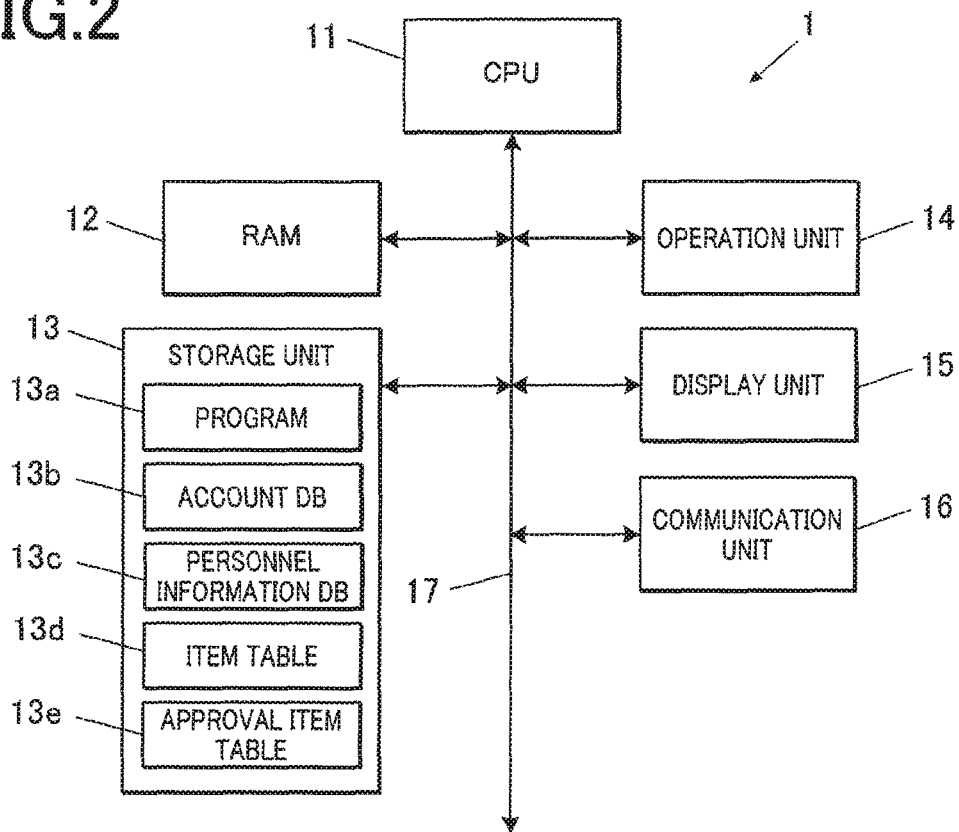 IG.2
11
CPU
1
12
RAM
14
OPERATION UNIT
13
STORAGE UNIT
13a
PROGRAM
13b
ACCOUNT DB
13c
PERSONNEL
INFORMATION DB
13d
ITEM TABLE
13e
APPROVAL ITEM
TABLE
15
DISPLAY UNIT
16
COMMUNICATION
UNIT
17